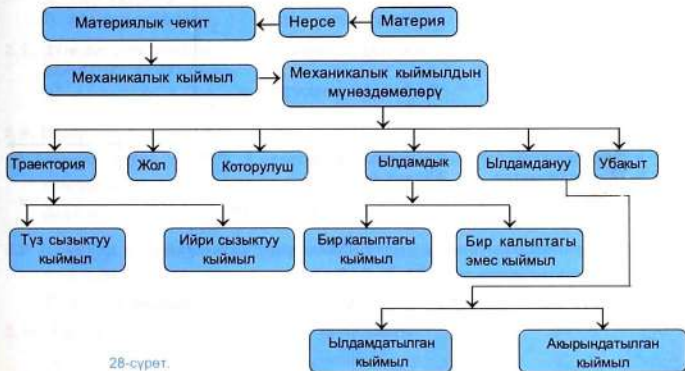 Материялык чекит
Нерсе
Материя
Механикалык кыймыл
Механикалык кыймылдын
мүнөздөмөлөрү
Траектория
Жол
Которулуш
Ылдамдык
Ылдамдануу
Убакыт
Түз сызыктуу
кыймыл
Ийри сызыктуу
кыймыл
Бир калыптагы
кыймыл
Бир калыптагы
эмес кыймыл
Ылдамдатылган
кыймыл
Акырындатылган
кыймыл
28-сүрөт.